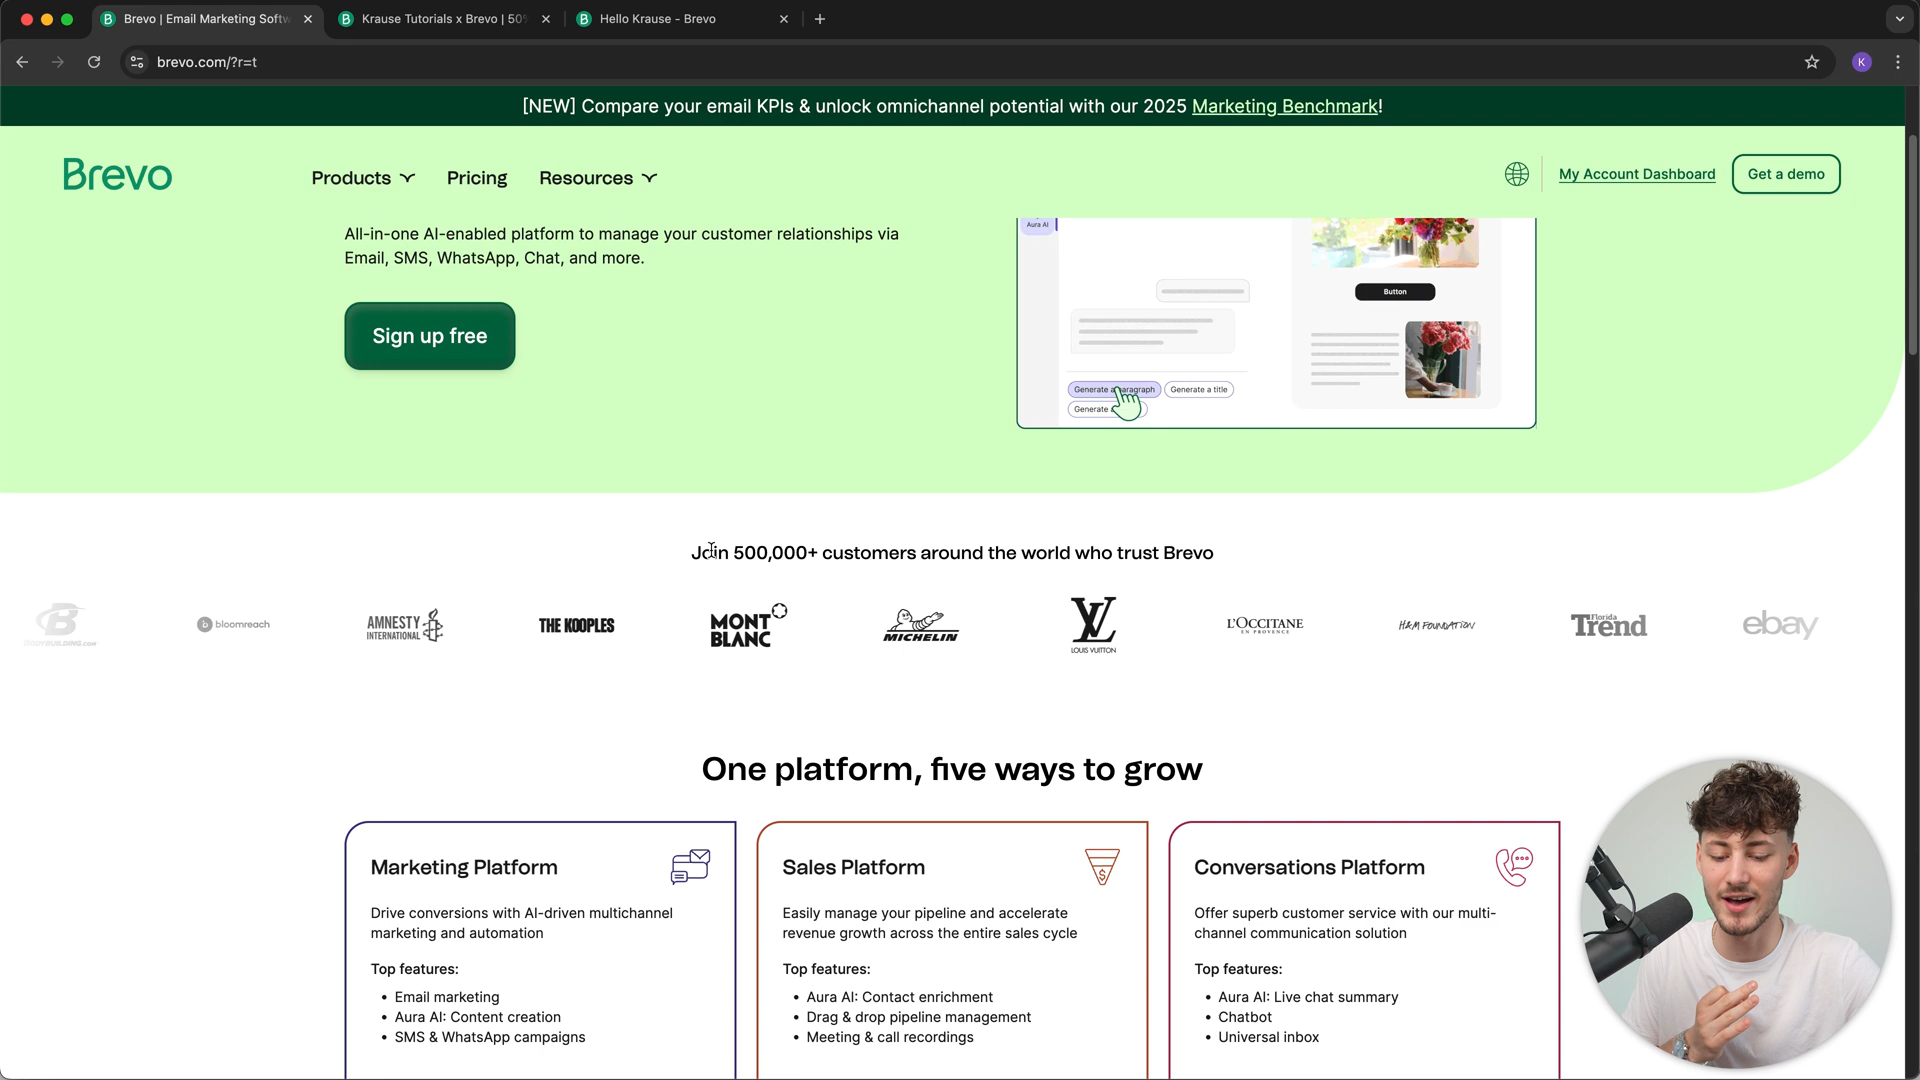 Brevo | Email Marketing Softw
Krause Tutorials x Brevo | 50%
Hello Krause - Brevo
brevo.com/?r=t
K
[NEW] Compare your email KPIs & unlock omnichannel potential with our 2025 Marketing Benchmark!
Brevo
Products
Pricing
Resources
My Account Dashboard
Get a demo
All-in-one AI-enabled platform to manage your customer relationships via
Email, SMS, WhatsApp, Chat, and more.
Sign up free
Aura AI
Button
Generate a paragraph
Generate a title
Generate
Join 500,000+ customers around the world who trust Brevo
BODYBUILDING.COM
bloomreach
AMNESTY
INTERNATIONAL
THE KOOPLES
MONT
BLANC
MICHELIN
LV
LOUIS VUITTON
L'OCCITANE
EN PROVENCE
H&M FOUNDATION
Florida
Trend
ebay
One platform, five ways to grow
Marketing Platform
Drive conversions with AI-driven multichannel
marketing and automation
Top features:
• Email marketing
• Aura AI: Content creation
• SMS & WhatsApp campaigns
Sales Platform
Easily manage your pipeline and accelerate
revenue growth across the entire sales cycle
Top features:
• Aura AI: Contact enrichment
• Drag & drop pipeline management
• Meeting & call recordings
Conversations Platform
Offer superb customer service with our multi-
channel communication solution
Top features:
• Aura AI: Live chat summary
• Chatbot
• Universal inbox